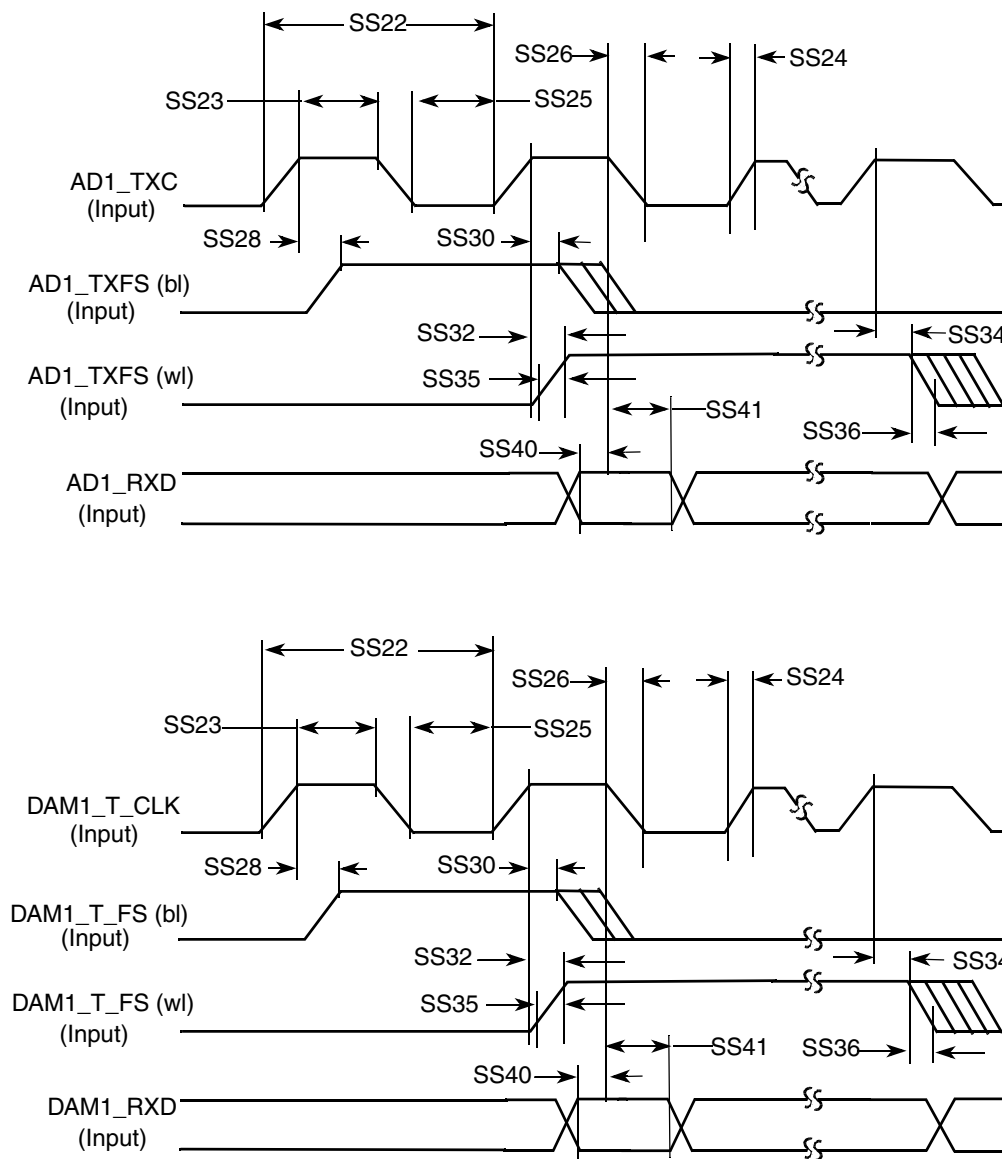 SS22
SS26
SS24
SS23
SS25
AD1_TXC
(Input)
SS28
SS30
AD1_TXFS (bl)
(Input)
SS32
SS34
AD1_TXFS (wl)
(Input)
SS35
SS41
SS36
SS40
AD1_RXD
(Input)
SS22
SS26
SS24
SS23
SS25
DAM1_T_CLK
(Input)
SS28
SS30
DAM1_T_FS (bl)
(Input)
SS32
SS34
DAM1_T_FS (wl)
(Input)
SS35
SS41
SS36
SS40
DAM1_RXD
(Input)